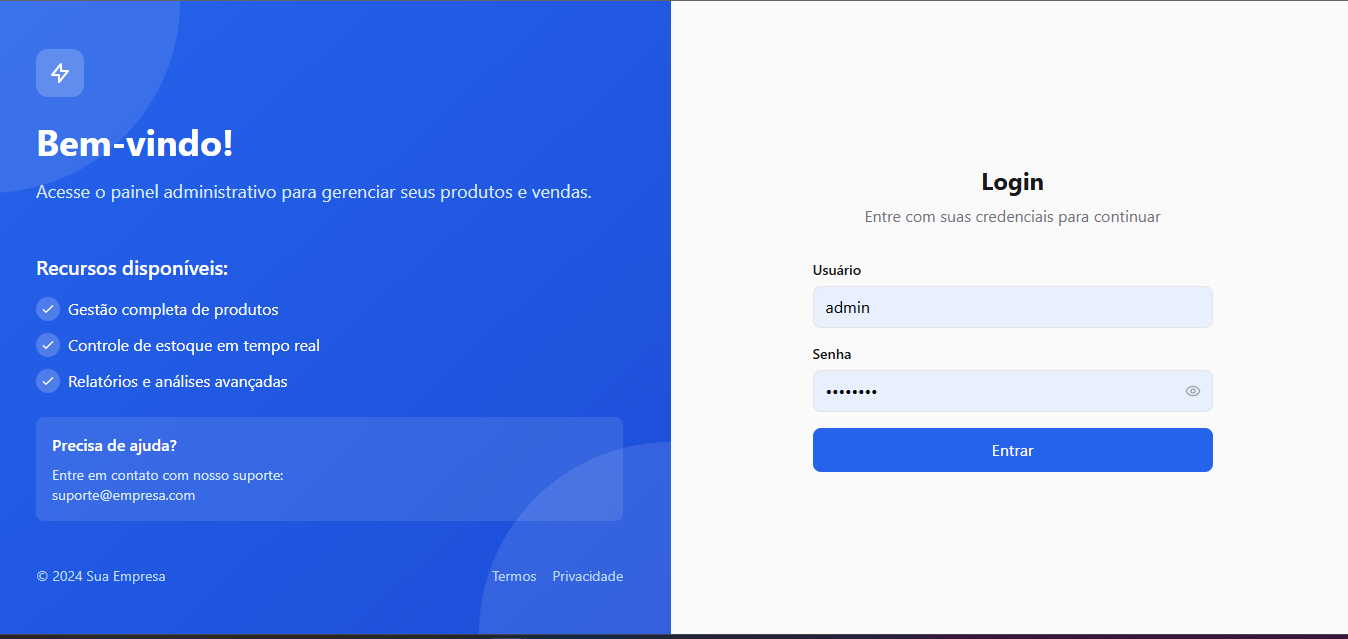 Bem-vindo!
Acesse o painel administrativo para gerenciar seus produtos e vendas.
Recursos disponíveis:
Gestão completa de produtos
Controle de estoque em tempo real
Relatórios e análises avançadas
Precisa de ajuda?
Entre em contato com nosso suporte:
suporte@empresa.com
© 2024 Sua Empresa
Termos Privacidade
Login
Entre com suas credenciais para continuar
Usuário
admin
Senha
••••••••
Entrar